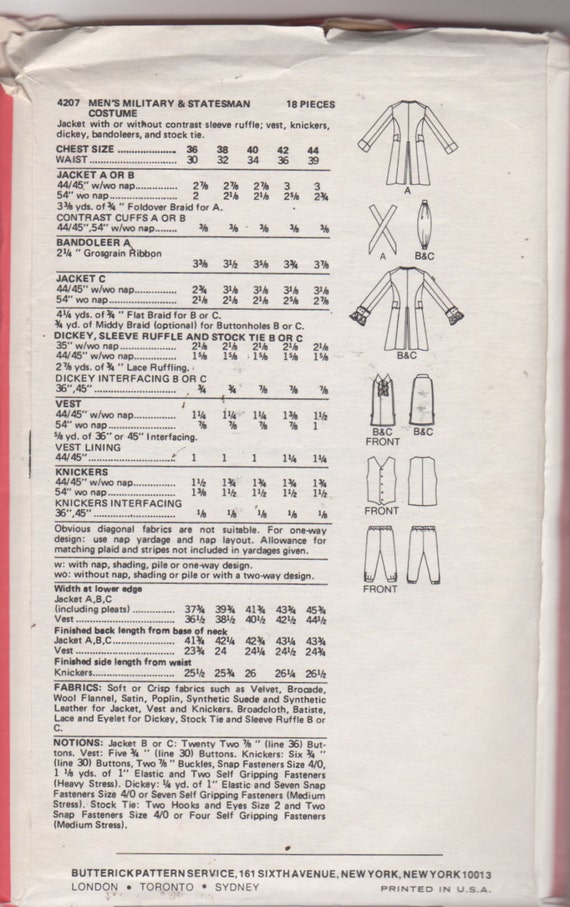 4207 MEN'S MILITARY & STATESMAN 18 PIECES
COSTUME
Jacket with or without contrast sleeve ruffle; vest, knickers,
dickey, bandoleers, and stock tie.
CHEST SIZE ..................... 36 38 40 42 44
WAIST ........................... 30 32 34 36 39
JACKET A OR B
44/45" w/wo nap............... 2⅞ 2⅞ 2⅞ 3 3
54" wo nap...................... 2 2⅛ 2⅛ 2⅝ 2¾
3⅜ yds. of ¾ " Foldover Braid for A.
CONTRAST CUFFS A OR B
44/45",54" w/wo nap........ ⅜ ⅜ ⅜ ⅜ ⅜
BANDOLEER A
2¼ " Grosgrain Ribbon
3⅜ 3½ 3⅝ 3¾ 3⅞
JACKET C
44/45" w/wo nap............... 2¾ 3⅛ 3⅛ 3⅛ 3⅛
54" wo nap...................... 2⅛ 2⅛ 2⅛ 2⅝ 2⅞
4¼ yds. of ¾ " Flat Braid for B or C.
¾ yd. of Middy Braid (optional) for Buttonholes B or C.
DICKEY, SLEEVE RUFFLE AND STOCK TIE B OR C
35" w/wo nap.................... 2⅛ 2⅛ 2⅛ 2⅛ 2⅛
44/45" w/wo nap............... 1⅝ 1⅝ 1⅝ 1⅝ 1⅝
2⅞ yds. of ¾ " Lace Ruffling.
DICKEY INTERFACING B OR C
36",45" ........................... ¾ ¾ ⅞ ⅞ ⅞
VEST
44/45" w/wo nap............... 1¼ 1¼ 1¼ 1⅜ 1½
54" wo nap...................... ⅞ ⅞ ⅞ ⅞ 1
⅝ yd. of 36" or 45" Interfacing.
VEST LINING
44/45"............................. 1 1 1 1¼ 1¼
KNICKERS
44/45" w/wo nap............... 1½ 1¾ 1¾ 1¾ 1¾
54" wo nap...................... 1⅜ 1½ 1½ 1½ 1½
KNICKERS INTERFACING
36",45" ........................... ⅛ ⅛ ⅛ ⅛ ⅛
Obvious diagonal fabrics are not suitable. For one-way
design: use nap yardage and nap layout. Allowance for
matching plaid and stripes not included in yardages given.
w: with nap, shading, pile or one-way design.
wo: without nap, shading or pile or with a two-way design.
Width at lower edge
Jacket A,B,C
(including pleats) .............. 37¾ 39¾ 41¾ 43¾ 45¾
Vest................................ 36½ 38½ 40½ 42½ 44½
Finished back length from base of neck
Jacket A,B,C..................... 41¾ 42¼ 42¾ 43¼ 43¾
Vest................................ 23¾ 24 24¼ 24½ 24¾
Finished side length from waist
Knickers........................... 25½ 25¾ 26 26¼ 26½
FABRICS: Soft or Crisp fabrics such as Velvet, Brocade,
Wool Flannel, Satin, Poplin, Synthetic Suede and Synthetic
Leather for Jacket, Vest and Knickers. Broadcloth, Batiste,
Lace and Eyelet for Dickey, Stock Tie and Sleeve Ruffle B or
C.
NOTIONS: Jacket B or C: Twenty Two ⅞ " (line 36) But-
tons. Vest: Five ¾ " (line 30) Buttons. Knickers: Six ¾ "
(line 30) Buttons, Two ⅞ " Buckles, Snap Fasteners Size 4/0,
1 ⅛ yds. of 1" Elastic and Two Self Gripping Fasteners
(Heavy Stress). Dickey: ¼ yd. of 1" Elastic and Seven Snap
Fasteners Size 4/0 or Seven Self Gripping Fasteners (Medium
Stress). Stock Tie: Two Hooks and Eyes Size 2 and Two
Snap Fasteners Size 4/0 or Four Self Gripping Fasteners
(Medium Stress).
A
A B&C
B&C
B&C B&C
FRONT
FRONT
FRONT
BUTTERICK PATTERN SERVICE, 161 SIXTH AVENUE, NEW YORK, NEW YORK 10013
LONDON • TORONTO • SYDNEY PRINTED IN U.S.A.